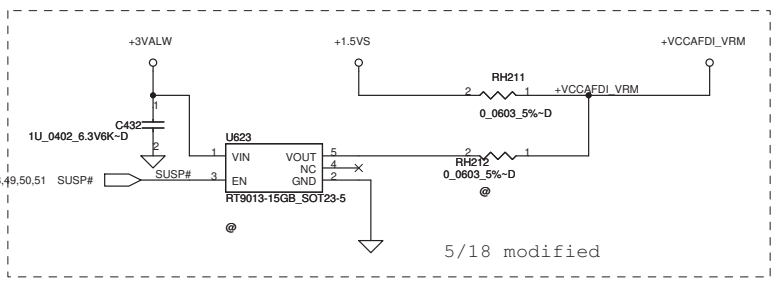 +3VALW +1.5VS +VCCAFDI_VRM
RH211
2 1 +VCCAFDI_VRM
0_0603_5%~D
1
C432
1U_0402_6.3V6K~D
2
U623
1 VIN VOUT 5 2 1
NC 4
RH212
0_0603_5%~D
,49,50,51 SUSP# SUSP# 3 EN GND 2
@
RT9013-15GB_SOT23-5
@
5/18 modified